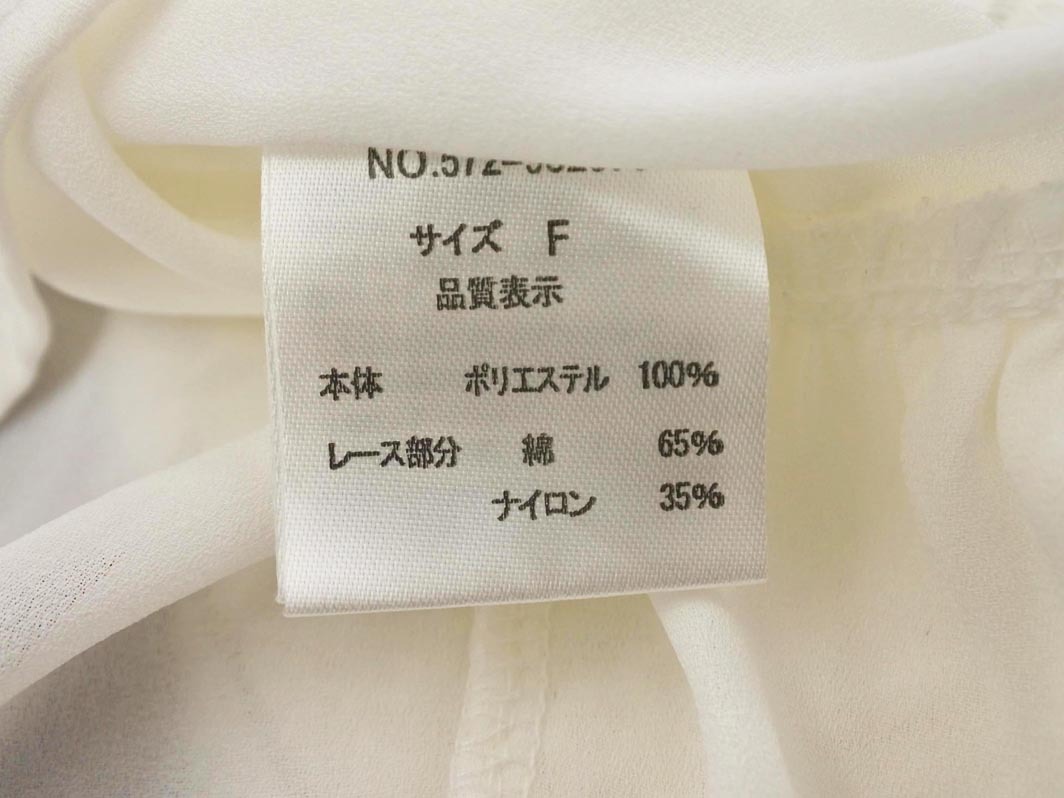 サイズ F
品質表示
本体 ポリエステル 100%
レース部分 綿 65%
ナイロン 35%